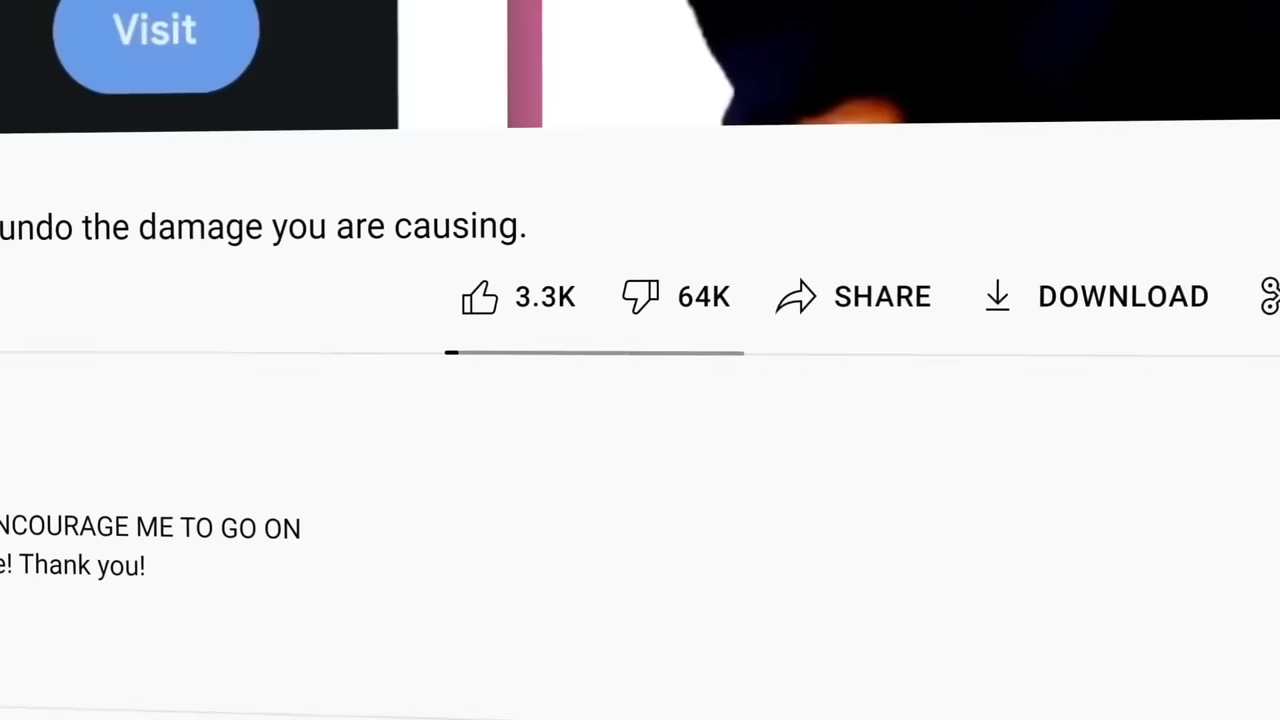 Visit
undo the damage you are causing.
3.3K 64K SHARE DOWNLOAD
NCOURAGE ME TO GO ON
e! Thank you!